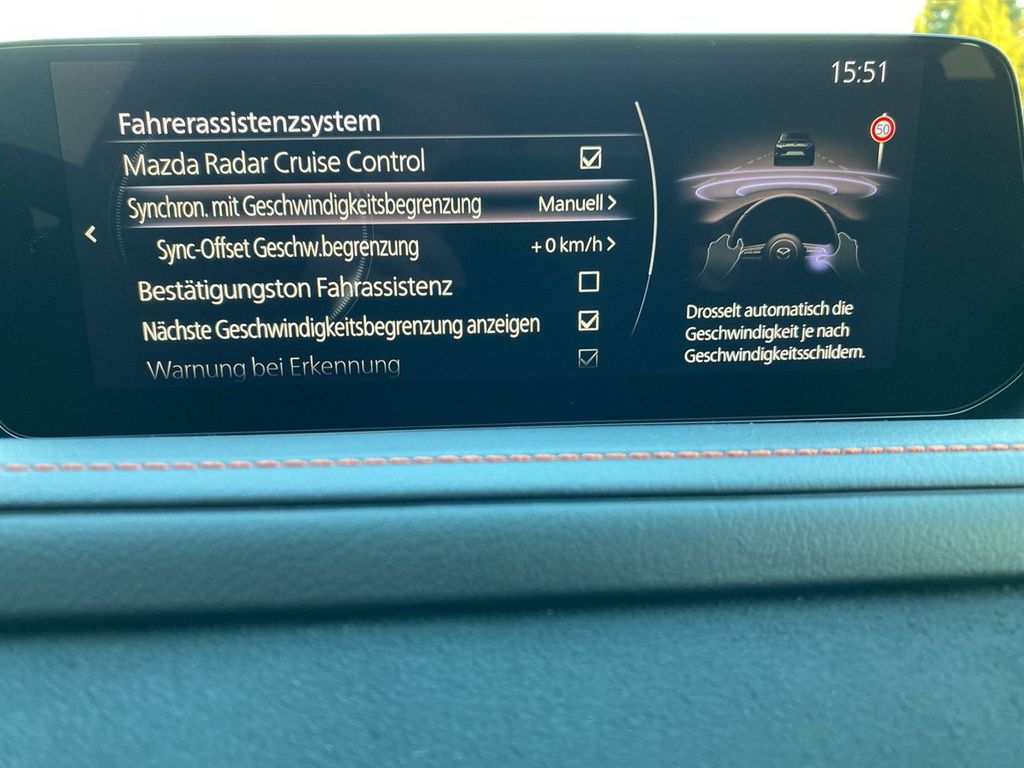 15:51
Fahrerassistenzsystem
Mazda Radar Cruise Control
Synchron. mit Geschwindigkeitsbegrenzung Manuell >
Sync-Offset Geschw.begrenzung +0 km/h >
Bestätigungston Fahrassistenz
Nächste Geschwindigkeitsbegrenzung anzeigen
Warnung bei Erkennung
50
Drosselt automatisch die
Geschwindigkeit je nach
Geschwindigkeitsschildern.